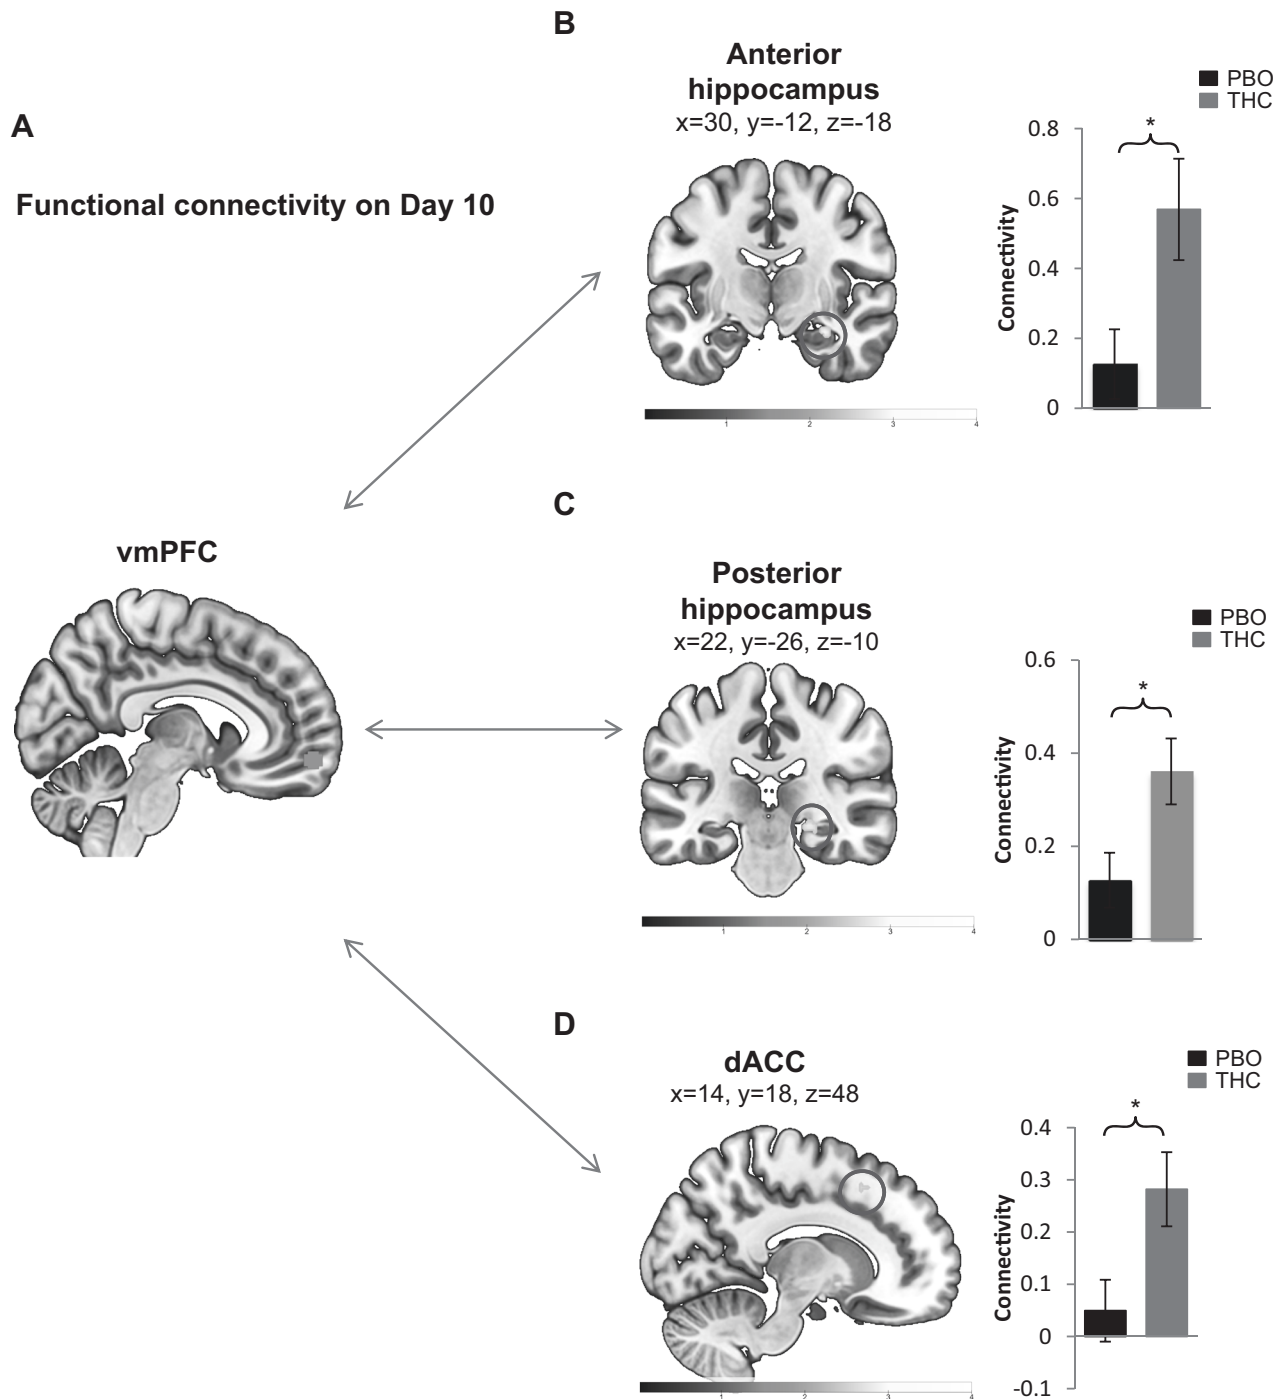 A
Functional connectivity on Day 10
vmPFC
B
Anterior
hippocampus
x=30, y=-12, z=-18
1 2 3 4
PBO
THC
Connectivity
0.8
0.6
0.4
0.2
0
*
C
Posterior
hippocampus
x=22, y=-26, z=-10
1 2 3 4
PBO
THC
Connectivity
0.6
0.4
0.2
0
*
D
dACC
x=14, y=18, z=48
1 2 3 4
PBO
THC
Connectivity
0.4
0.3
0.2
0.1
0
-0.1
*